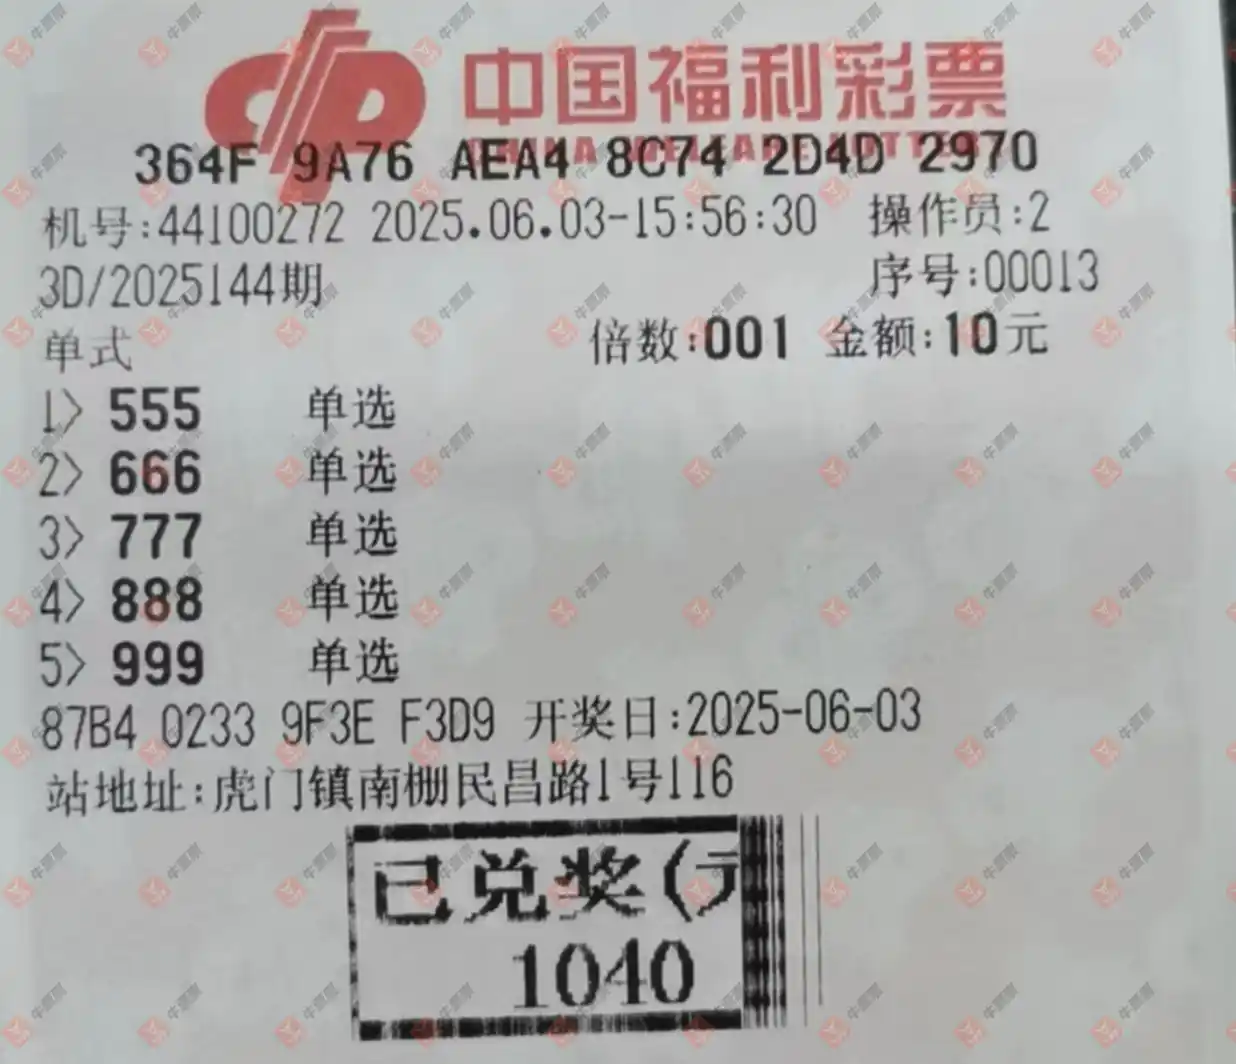 中国福利彩票
CHINA WELFARE LOTTERY
364F 9A76 AEA4 8C74 2D4D 2970
机号:44100272 2025.06.03-15:56:30 操作员:2
3D/2025144期 序号:00013
单式 倍数:001 金额:10元
1> 555 单选
2> 666 单选
3> 777 单选
4> 888 单选
5> 999 单选
87B4 0233 9F3E F3D9 开奖日:2025-06-03
站地址:虎门镇南栅民昌路1号116
已兑奖(元
1040